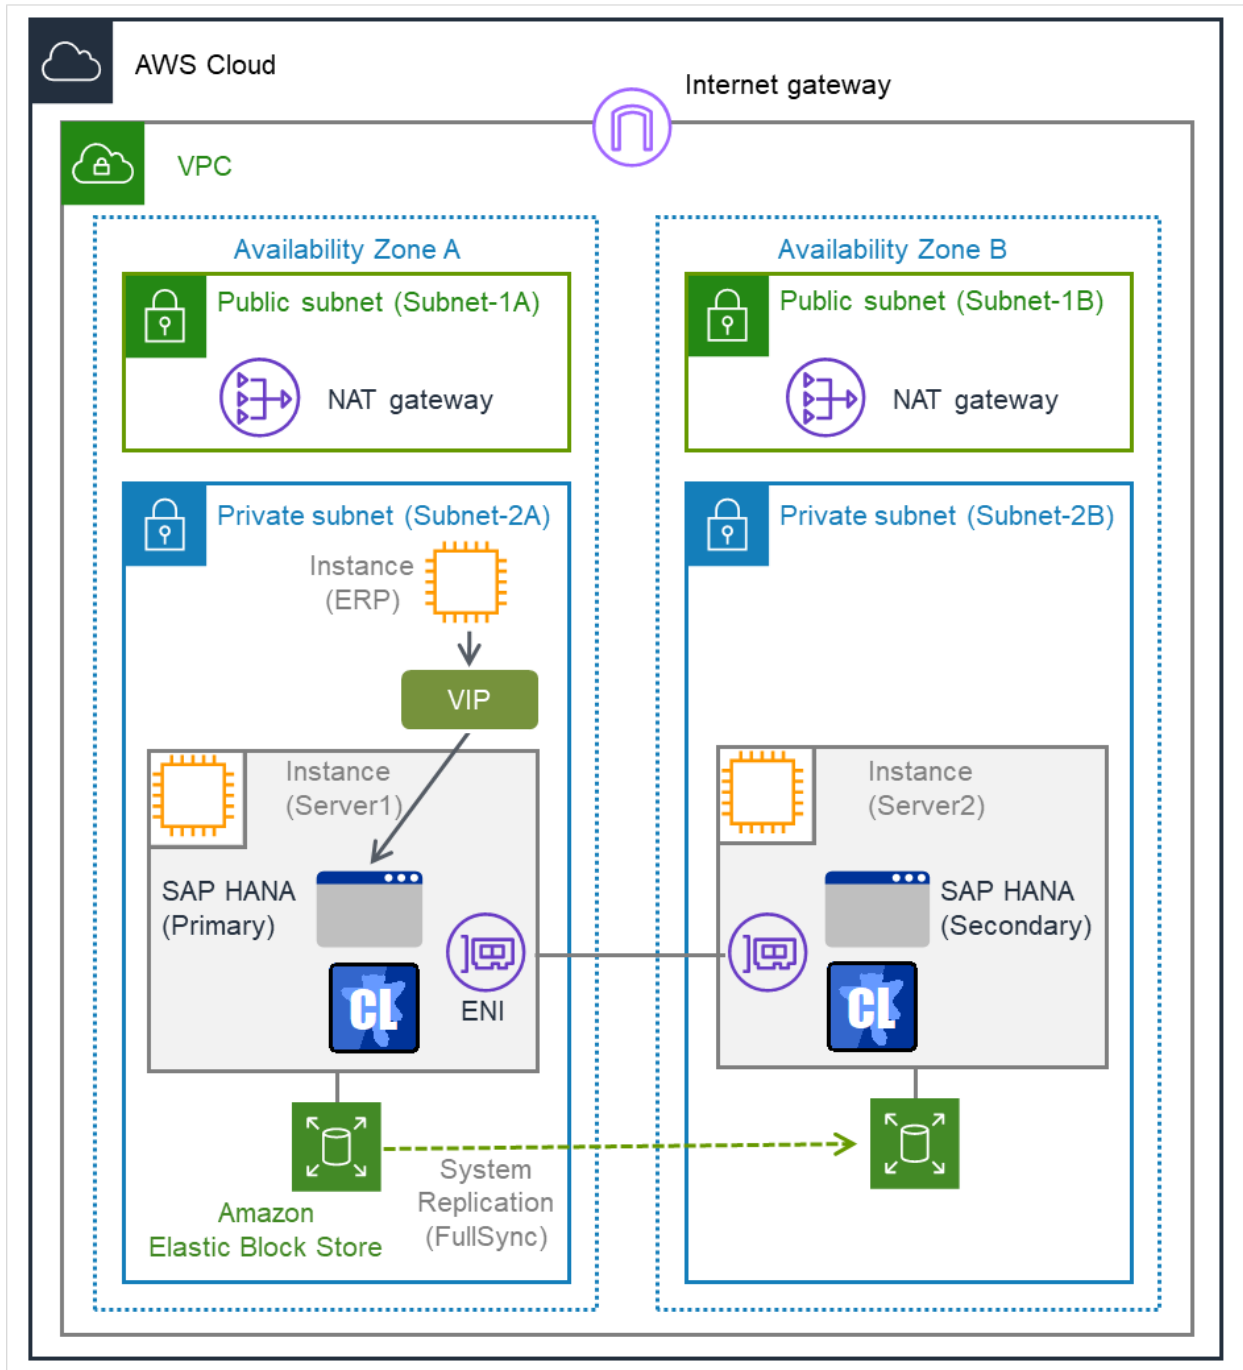 AWS Cloud
Internet gateway
VPC
Availability Zone A
Public subnet (Subnet-1A)
NAT gateway
Private subnet (Subnet-2A)
Instance
(ERP)
VIP
Instance
(Server1)
SAP HANA
(Primary)
CL
ENI
Amazon
Elastic Block Store
System
Replication
(FullSync)
Availability Zone B
Public subnet (Subnet-1B)
NAT gateway
Private subnet (Subnet-2B)
Instance
(Server2)
SAP HANA
(Secondary)
CL